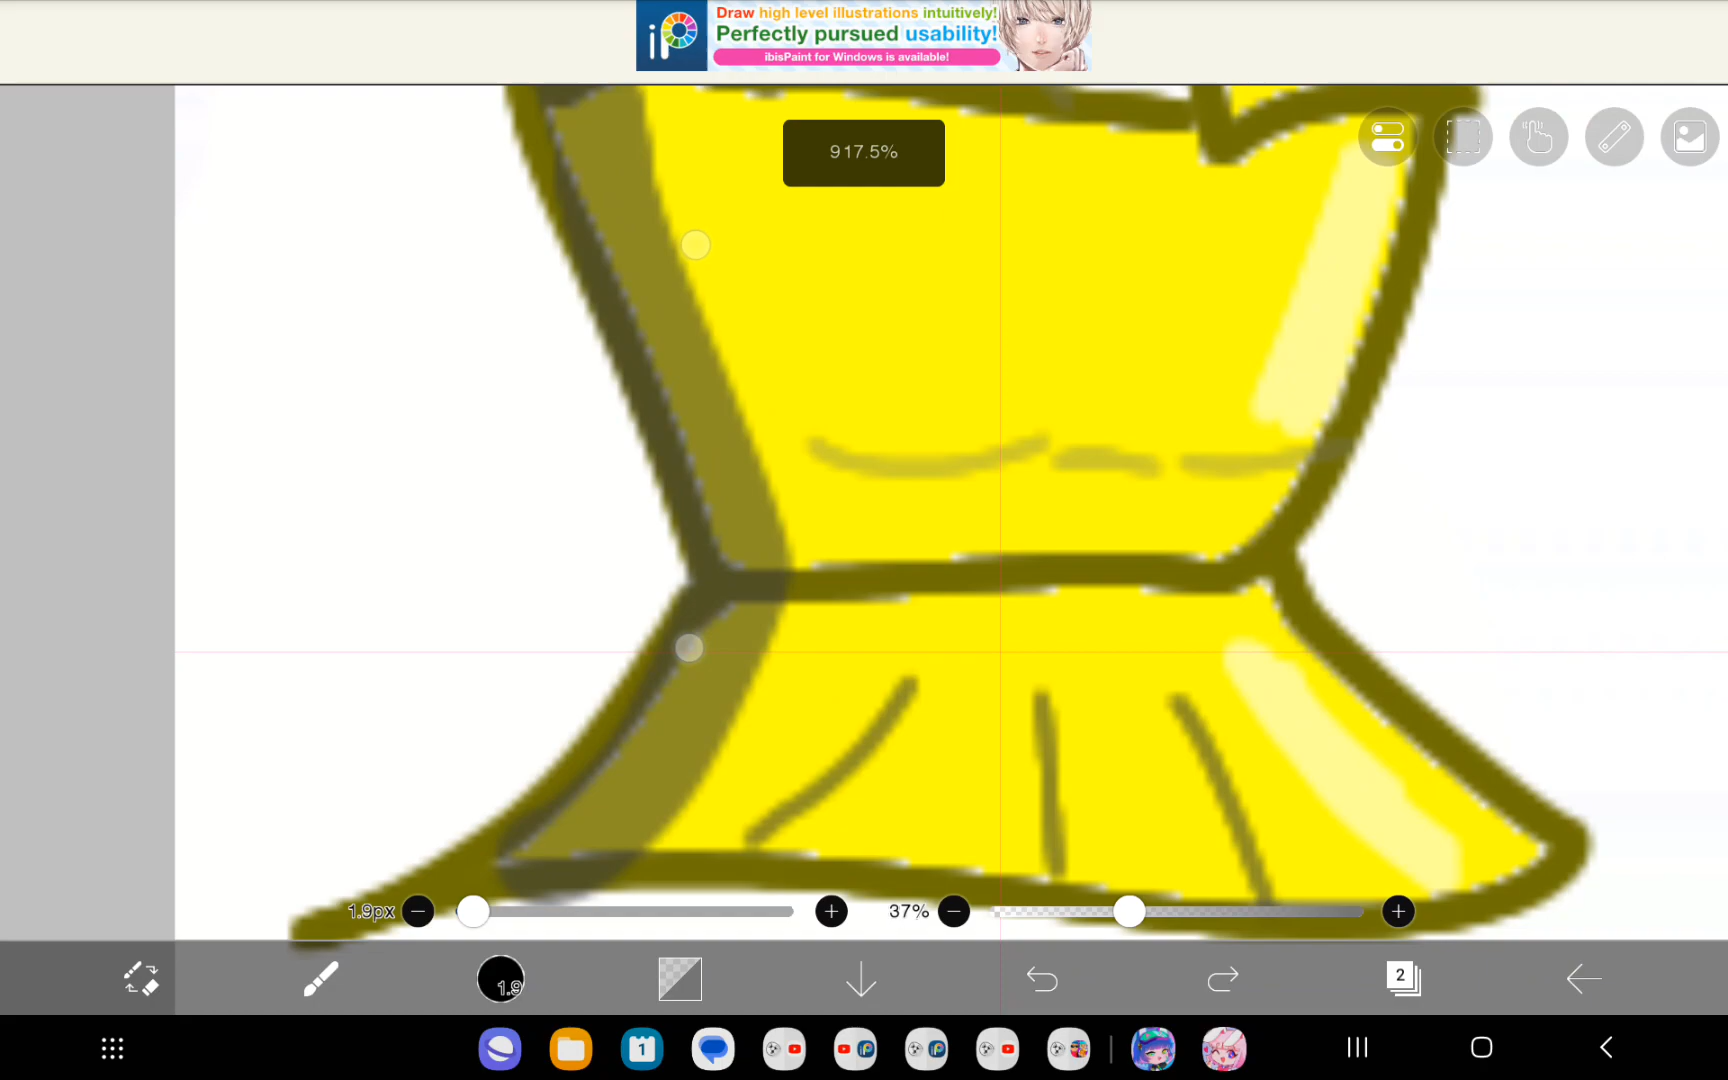 iP
Draw high level illustrations intuitively!
Perfectly pursued usability!
ibisPaint for Windows is available!
917.5%
1.9px
37%
1.9
2
1